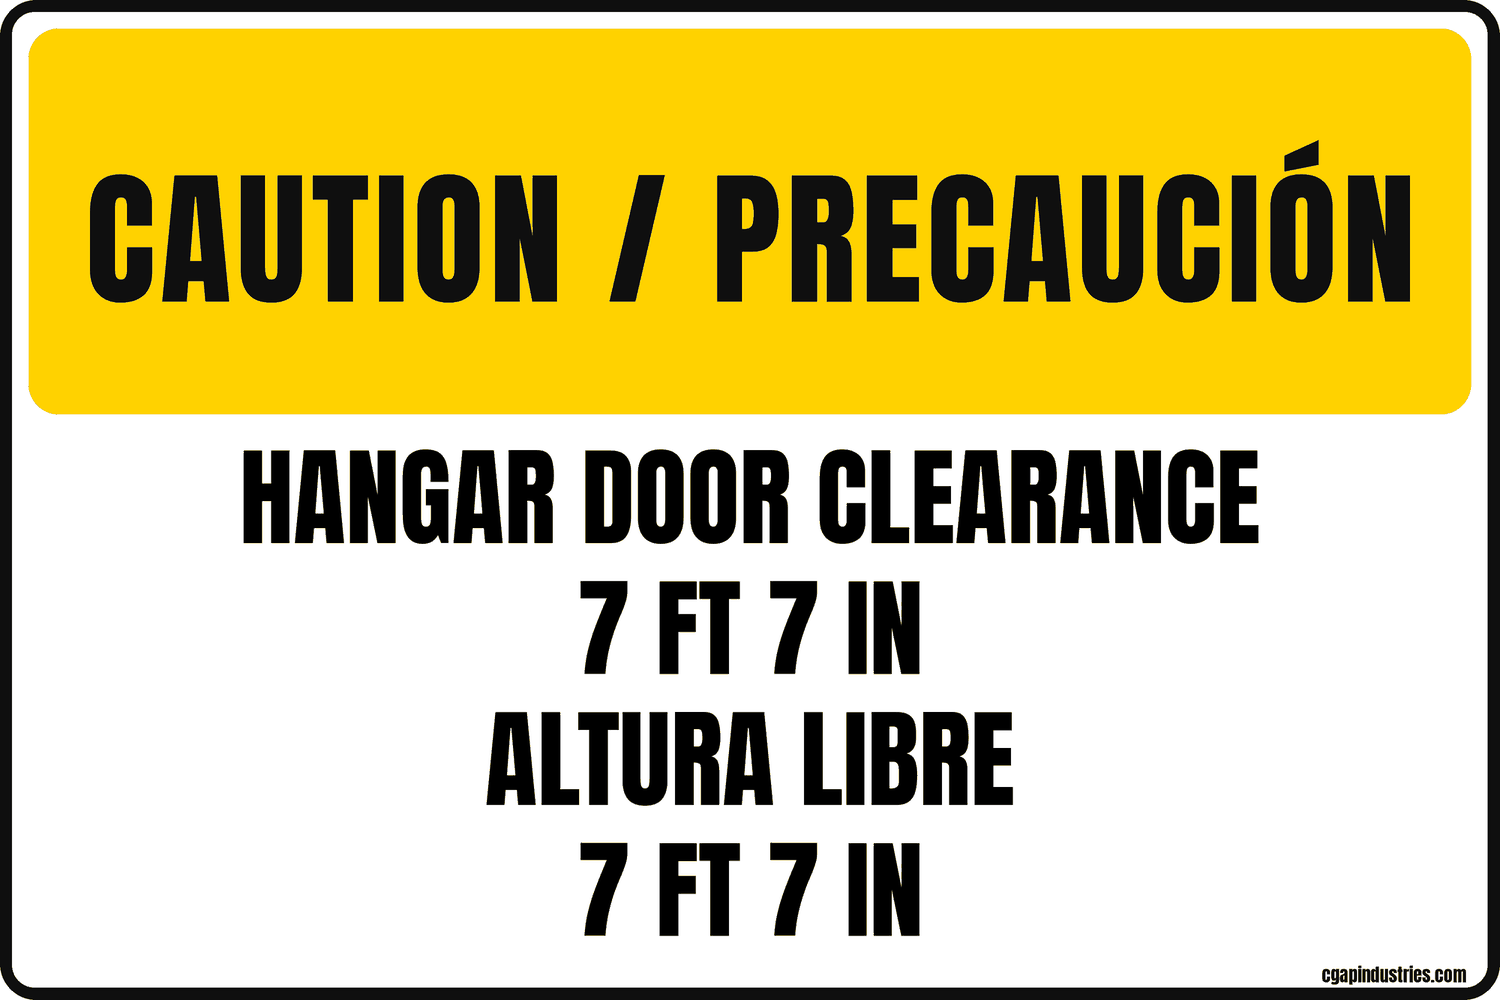 CAUTION / PRECAUCIÓN
HANGAR DOOR CLEARANCE
7 FT 7 IN
ALTURA LIBRE
7 FT 7 IN
cgapindustries.com